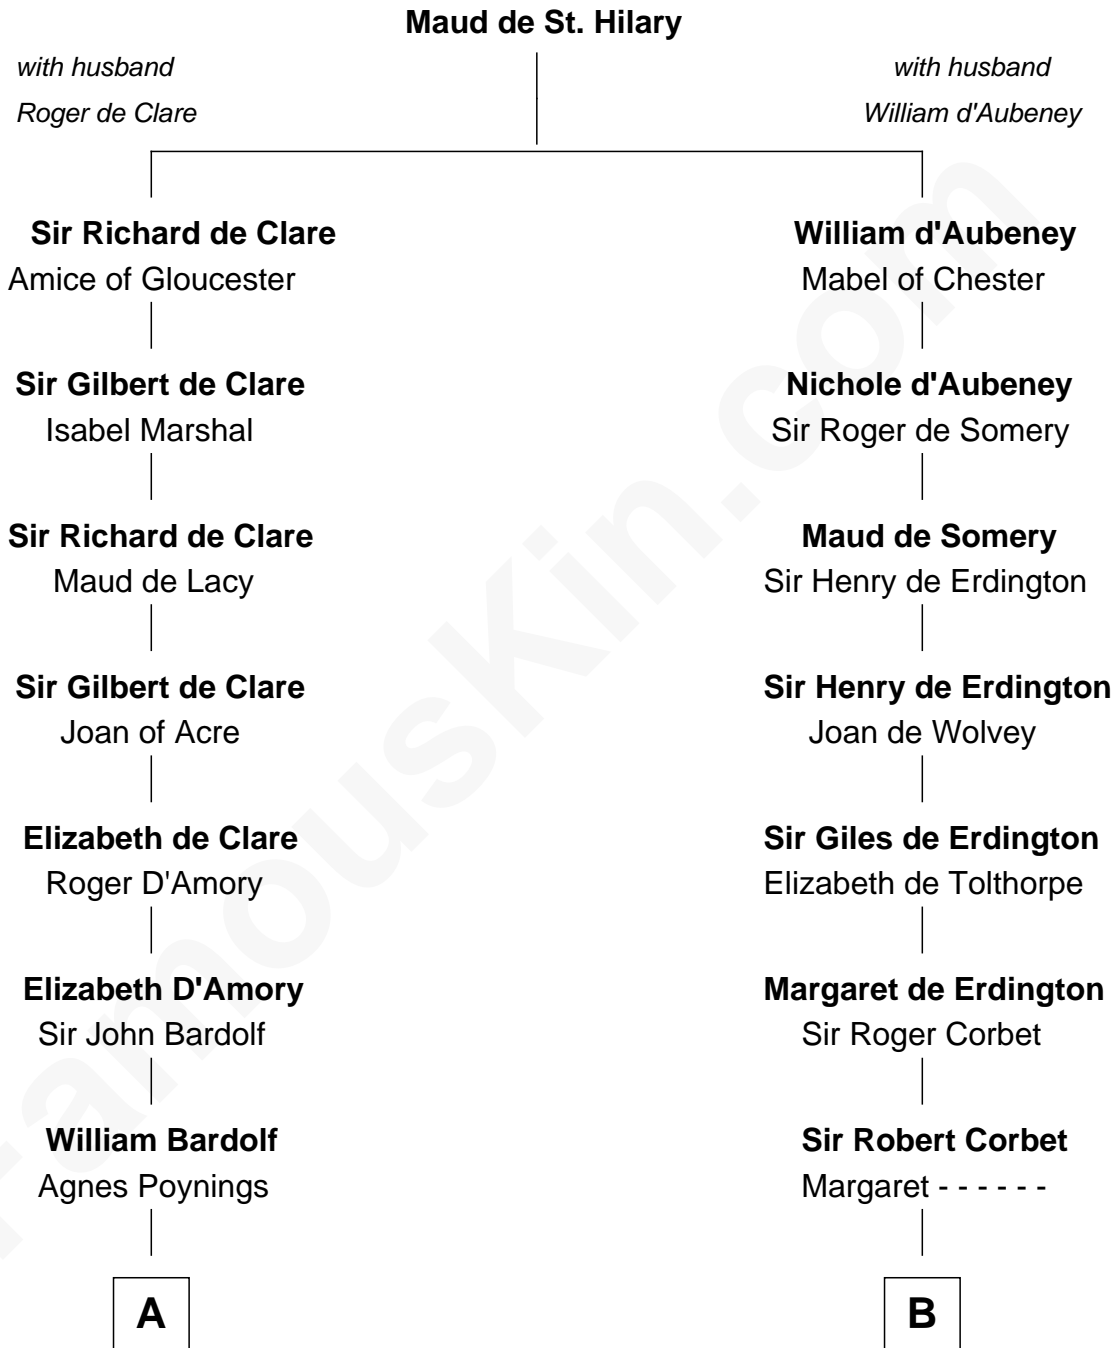 Maud de St. Hilary
with husband
Roger de Clare
with husband
William d'Aubeney
Sir Richard de Clare
Amice of Gloucester
Sir Gilbert de Clare
Isabel Marshal
Sir Richard de Clare
Maud de Lacy
Sir Gilbert de Clare
Joan of Acre
Elizabeth de Clare
Roger D'Amory
Elizabeth D'Amory
Sir John Bardolf
William Bardolf
Agnes Poynings
A
William d'Aubeney
Mabel of Chester
Nichole d'Aubeney
Sir Roger de Somery
Maud de Somery
Sir Henry de Erdington
Sir Henry de Erdington
Joan de Wolvey
Sir Giles de Erdington
Elizabeth de Tolthorpe
Margaret de Erdington
Sir Roger Corbet
Sir Robert Corbet
Margaret - - - - - -
B
FamousKin.com